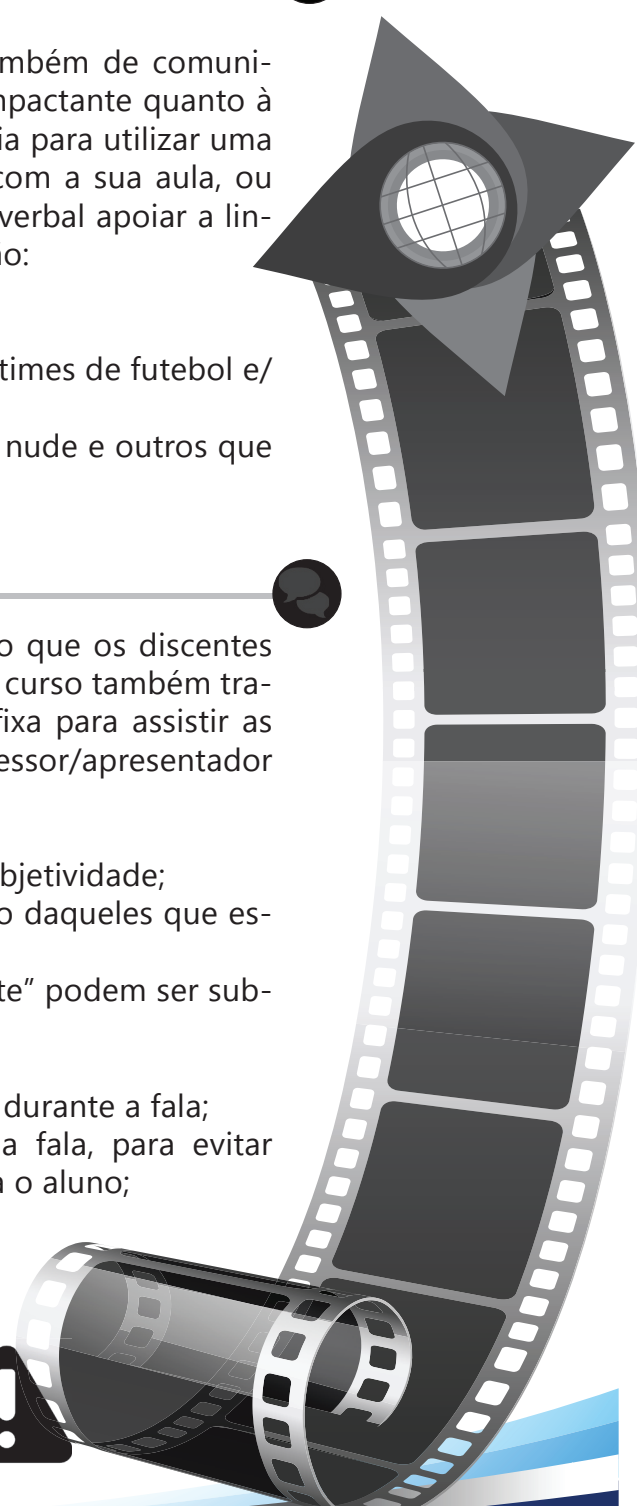 mbém de comuni-
mpactante quanto à
ia para utilizar uma
com a sua aula, ou
verbal apoiar a lin-
no:
times de futebol e/
nude e outros que
o que os discentes
curso também tra-
fixa para assistir as
essor/apresentador
bjetividade;
o daqueles que es-
te” podem ser sub-
durante a fala;
a fala, para evitar
a o aluno;